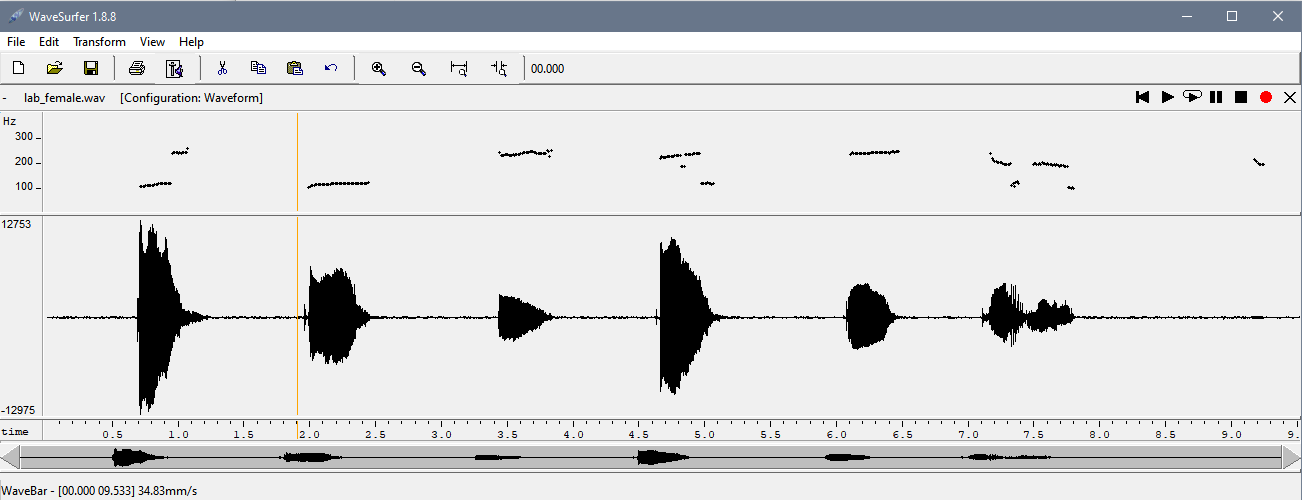 WaveSurfer 1.8.8
File Edit Transform View Help
00.000
- lab_female.wav [Configuration: Waveform]
Hz
300
200
100
12753
-12975
time 0.5 1.0 1.5 2.0 2.5 3.0 3.5 4.0 4.5 5.0 5.5 6.0 6.5 7.0 7.5 8.0 8.5 9.0 9.
WaveBar - [00.000 09.533] 34.83mm/s